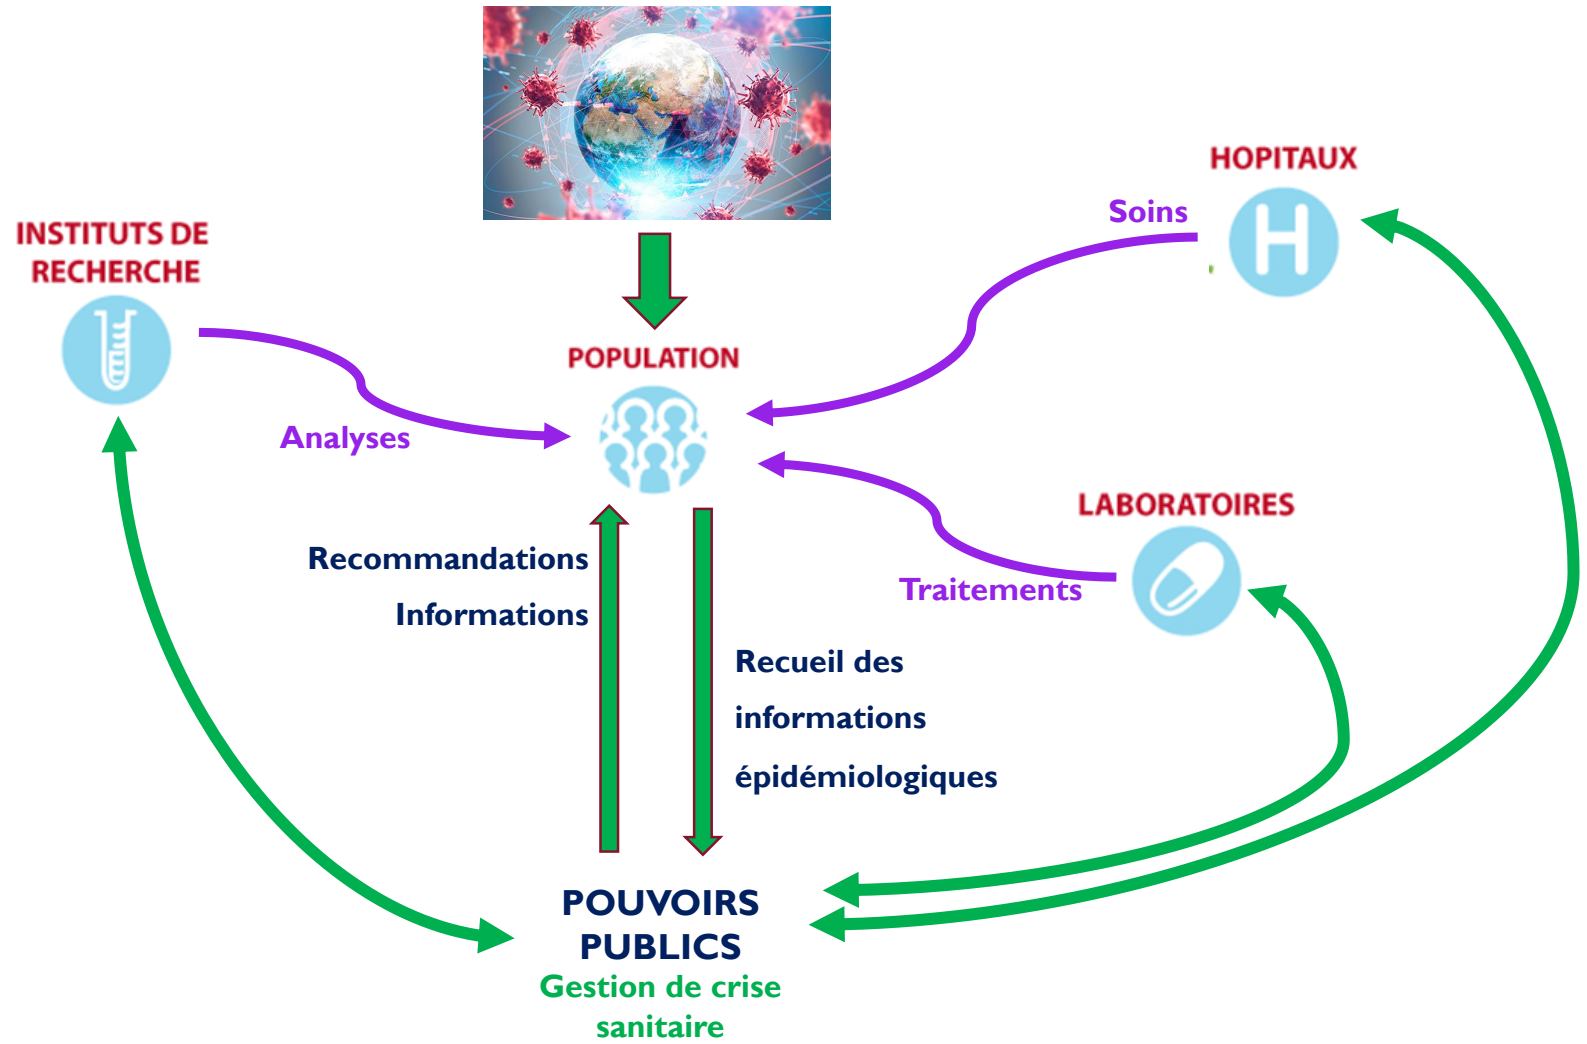 HOPITAUX
Soins
INSTITUTS DE
RECHERCHE
POPULATION
Analyses
LABORATOIRES
Traitements
Recommandations
Informations
Recueil des
informations
épidémiologiques
POUVOIRS
PUBLICS
Gestion de crise
sanitaire